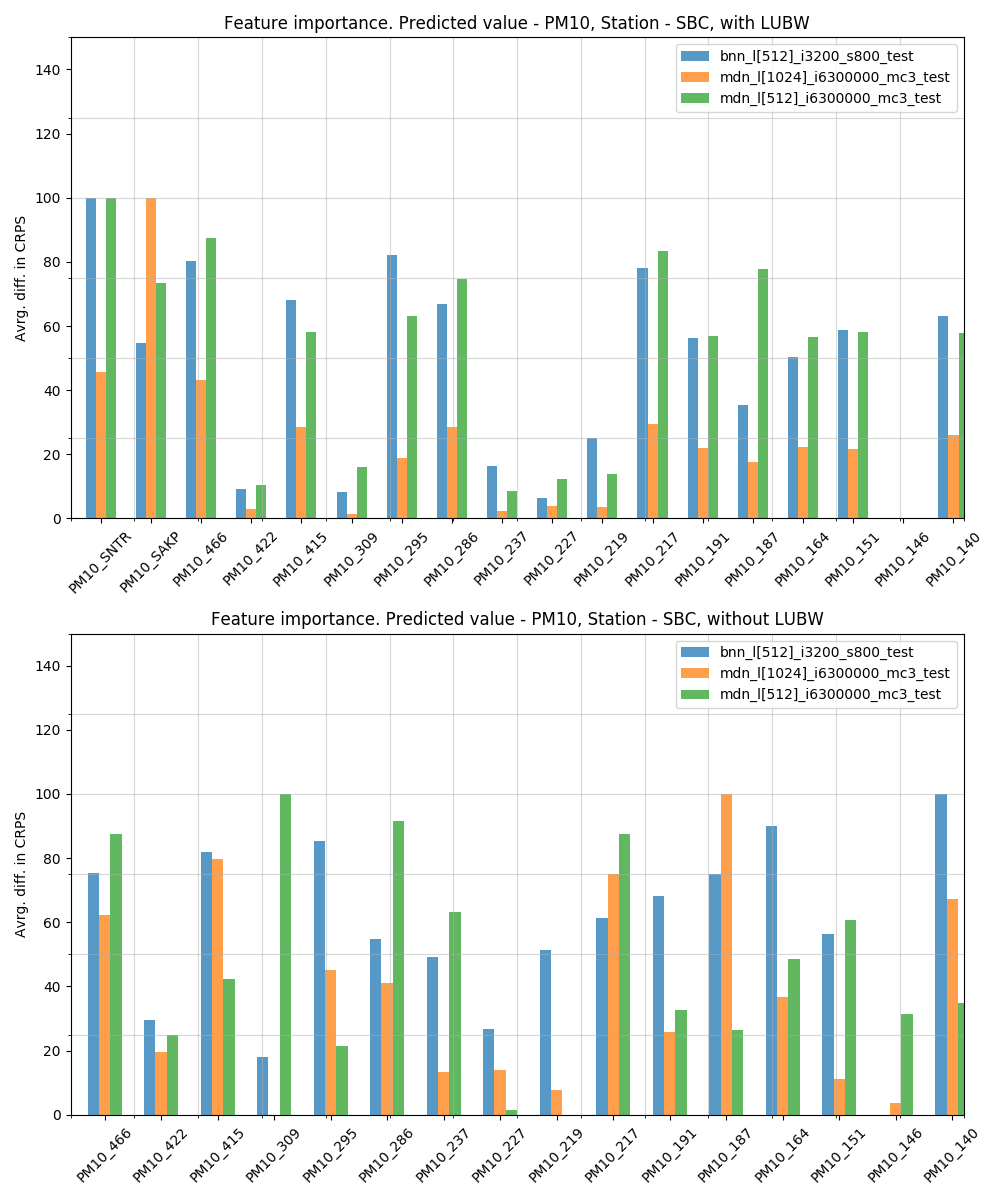 Feature importance. Predicted value - PM10, Station - SBC, with LUBW
bnn_l[512]_i3200_s800_test
mdn_l[1024]_i6300000_mc3_test
mdn_l[512]_i6300000_mc3_test
Avrg. diff. in CRPS
140
120
100
80
60
40
20
0
PM10_SNTR
PM10_SAKP
PM10_466
PM10_422
PM10_415
PM10_309
PM10_295
PM10_286
PM10_237
PM10_227
PM10_219
PM10_217
PM10_191
PM10_187
PM10_164
PM10_151
PM10_146
PM10_140
Feature importance. Predicted value - PM10, Station - SBC, without LUBW
bnn_l[512]_i3200_s800_test
mdn_l[1024]_i6300000_mc3_test
mdn_l[512]_i6300000_mc3_test
Avrg. diff. in CRPS
140
120
100
80
60
40
20
0
PM10_466
PM10_422
PM10_415
PM10_309
PM10_295
PM10_286
PM10_237
PM10_227
PM10_219
PM10_217
PM10_191
PM10_187
PM10_164
PM10_151
PM10_146
PM10_140